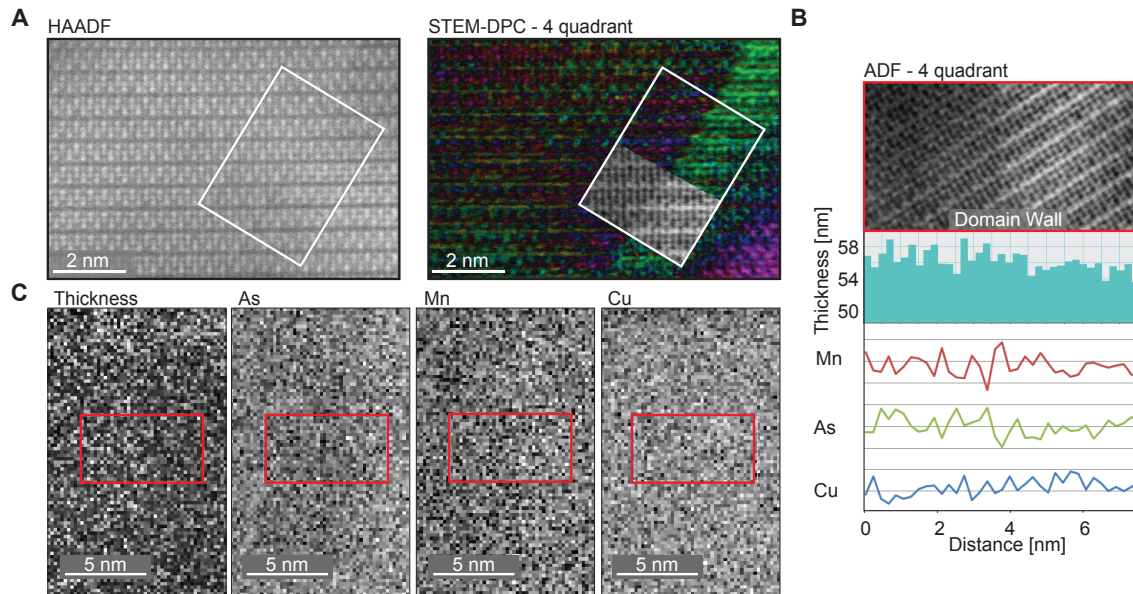 A
HAADF
2 nm
STEM-DPC - 4 quadrant
2 nm
B
ADF - 4 quadrant
Domain Wall
Thickness [nm]
58
54
50
Mn
As
Cu
0 2 4 6
Distance [nm]
C
Thickness
5 nm
As
5 nm
Mn
5 nm
Cu
5 nm